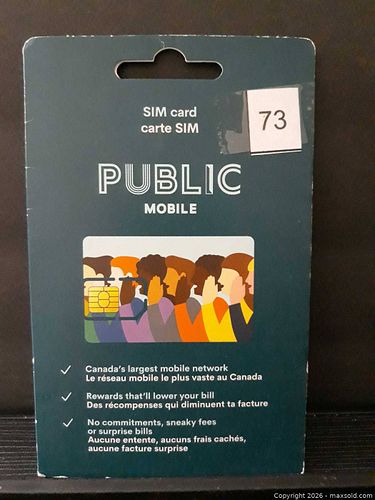 SIM card
carte SIM
73
PUBLIC
MOBILE
Canada's largest mobile network
Le réseau mobile le plus vaste au Canada
Rewards that'll lower your bill
Des récompenses qui diminuent ta facture
No commitments, sneaky fees
or surprise bills
Aucune entente, aucuns frais cachés,
aucune facture surprise
Copyright 2026 - maxsold.com